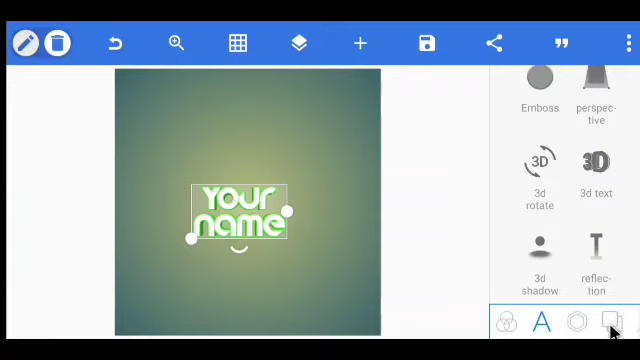 Your
name
Emboss
perspec-
tive
3D
3D
3d
rotate
3d text
T
3d
shadow
reflec-
tion
A